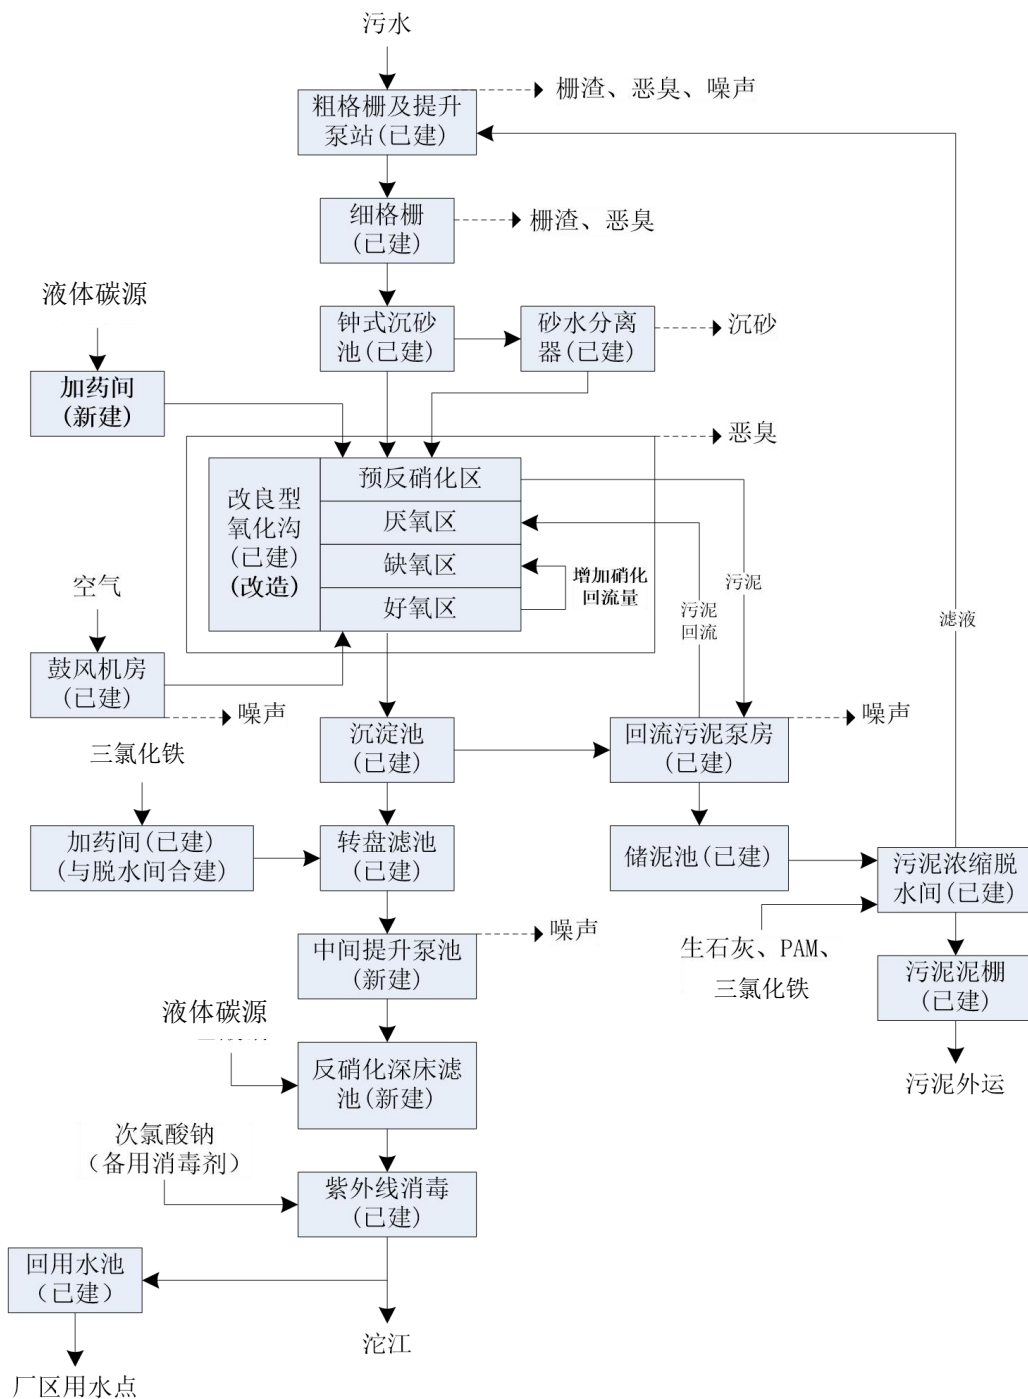 污水
粗格栅及提升
泵站(已建)
栅渣、恶臭、噪声
细格栅
(已建)
栅渣、恶臭
液体碳源
钟式沉砂
池(已建)
砂水分离
器(已建)
沉砂
加药间
(新建)
恶臭
改良型
氧化沟
(已建)
(改造)
预反硝化区
厌氧区
缺氧区
好氧区
增加硝化
回流量
污泥
回流
污泥
滤液
空气
鼓风机房
(已建)
噪声
沉淀池
(已建)
回流污泥泵房
(已建)
噪声
三氯化铁
加药间(已建)
(与脱水间合建)
转盘滤池
(已建)
储泥池(已建)
污泥浓缩脱
水间(已建)
中间提升泵池
(新建)
噪声
生石灰、PAM、
三氯化铁
污泥泥棚
(已建)
液体碳源
反硝化深床滤
池(新建)
污泥外运
次氯酸钠
（备用消毒剂）
紫外线消毒
(已建)
回用水池
（已建）
沱江
厂区用水点